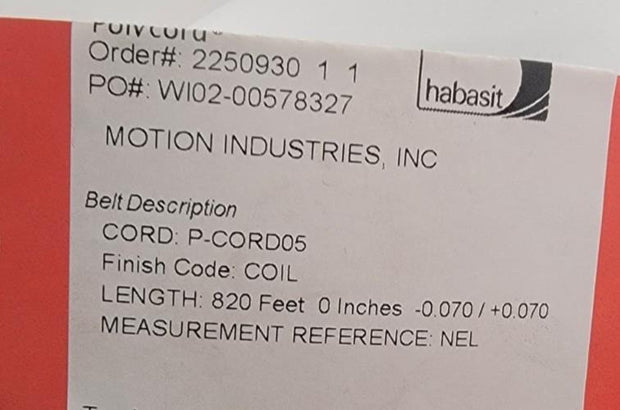 Polycord®
Order#: 2250930 1 1
habasit
PO#: WI02-00578327
MOTION INDUSTRIES, INC
Belt Description
CORD: P-CORD05
Finish Code: COIL
LENGTH: 820 Feet 0 Inches -0.070 / +0.070
MEASUREMENT REFERENCE: NEL